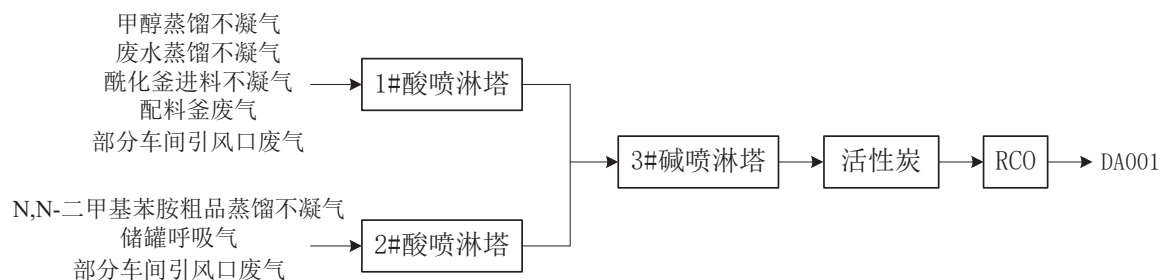 甲醇蒸馏不凝气
废水蒸馏不凝气
酰化釜进料不凝气
配料釜废气
部分车间引风口废气
1#酸喷淋塔
N,N-二甲基苯胺粗品蒸馏不凝气
储罐呼吸气
部分车间引风口废气
2#酸喷淋塔
3#碱喷淋塔
活性炭
RCO
DA001